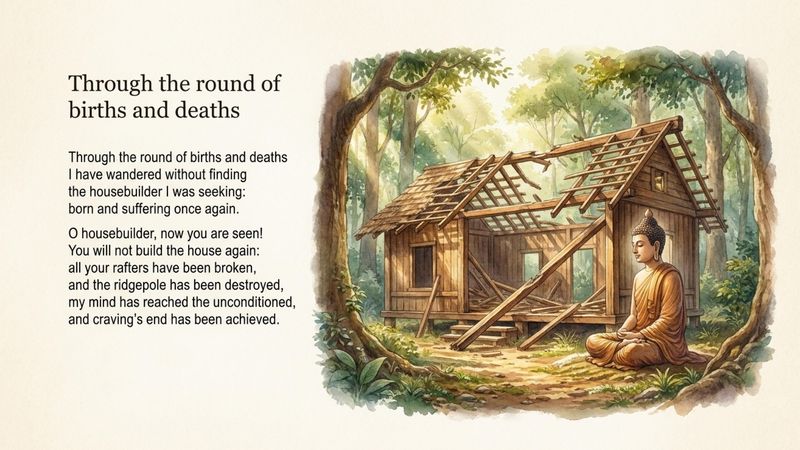 Through the round of
births and deaths
Through the round of births and deaths
I have wandered without finding
the housebuilder I was seeking:
born and suffering once again.
O housebuilder, now you are seen!
You will not build the house again:
all your rafters have been broken,
and the ridgepole has been destroyed,
my mind has reached the unconditioned,
and craving's end has been achieved.